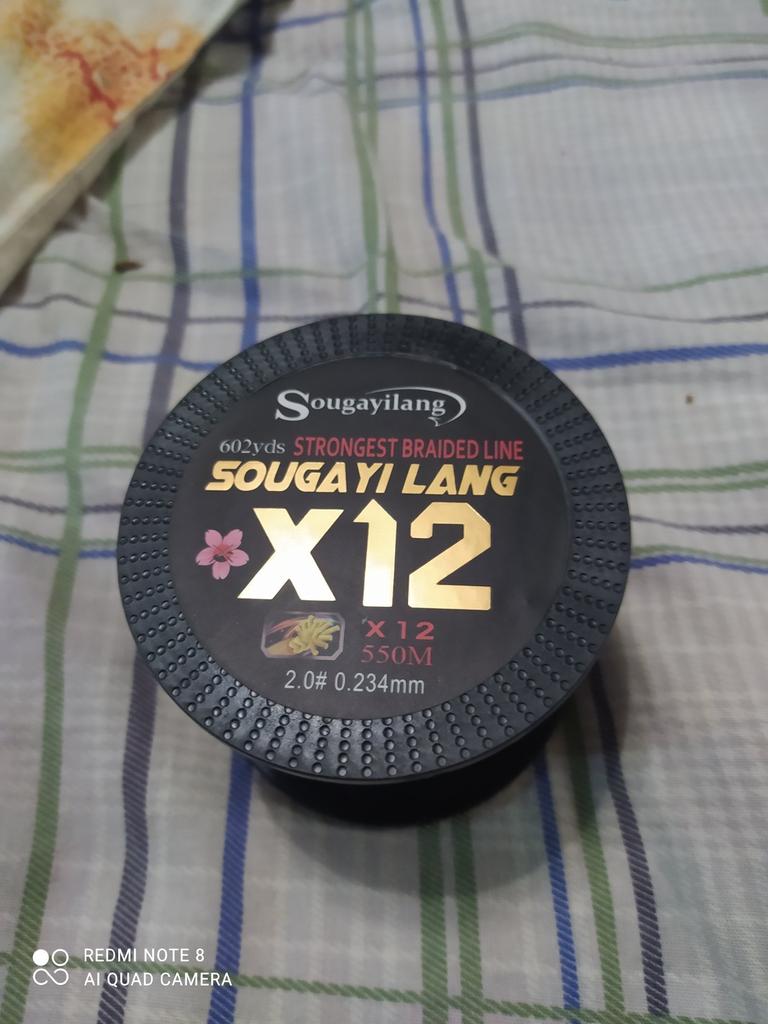 Sougayilang
602yds STRONGEST BRAIDED LINE
SOUGAYI LANG
X12
X12
550M
2.0# 0.234mm
REDMI NOTE 8
AI QUAD CAMERA